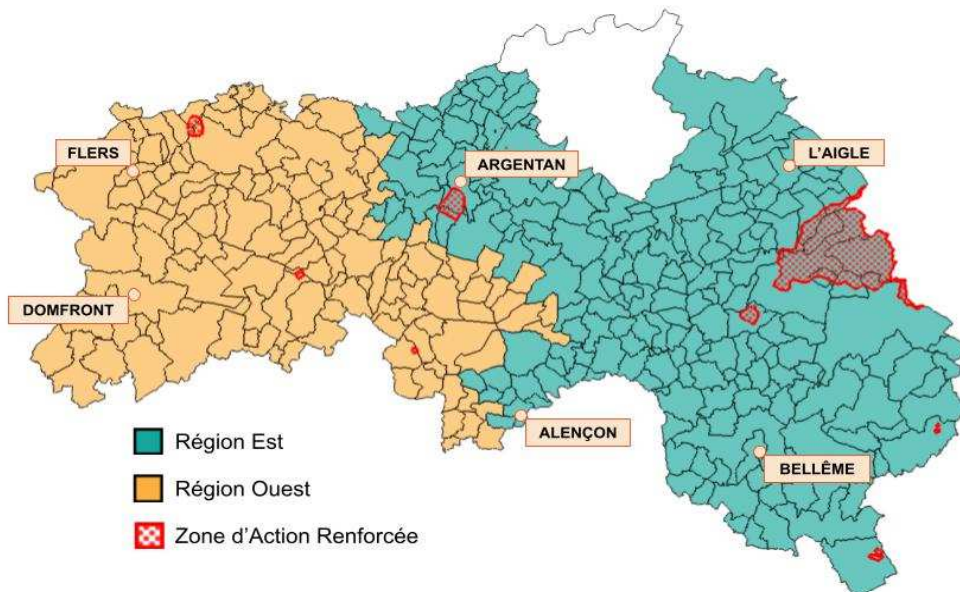 FLERS
ARGENTAN
L'AIGLE
DOMFRONT
ALENÇON
BELLÊME
Région Est
Région Ouest
Zone d'Action Renforcée